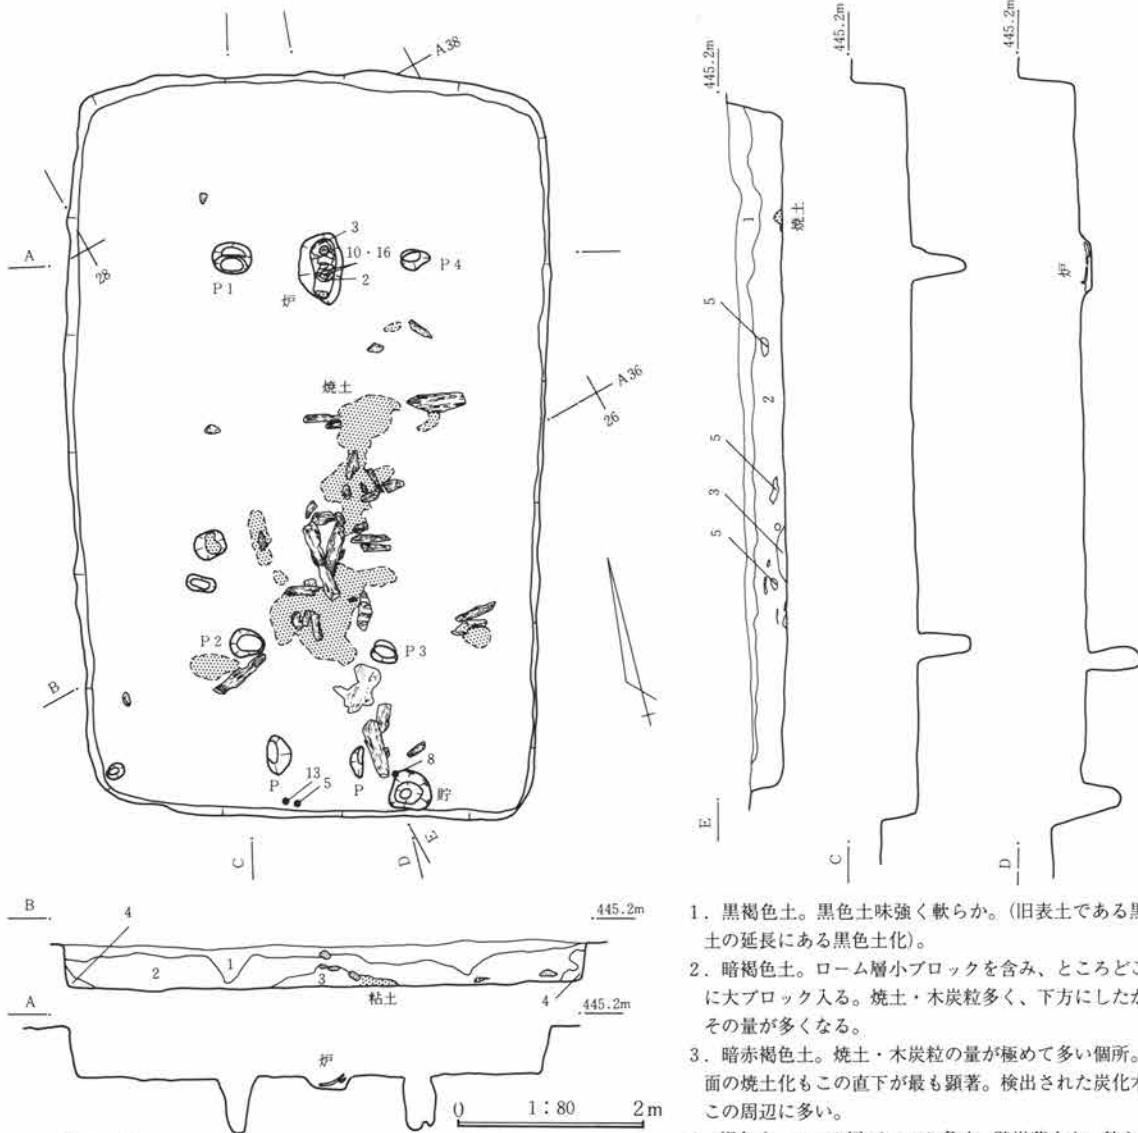 A38
445.2m
445.2m
445.2m
3
10・16
2
A
28
P1
炉
P4
1
焼土
炉
焼土
A36
26
5
2
5
3
5
P2
P3
B
8
13
5
P
P
貯
C
D
E
E
C
D
B
4
445.2m
2
1
3
粘土
4
A
445.2m
炉
0
1:80
2m
1. 黒褐色土。黒色土味強く軟らか。(旧表土である黒
土の延長にある黒色土化)。
2. 暗褐色土。ローム層小ブロックを含み、ところどこ
に大ブロック入る。焼土・木炭粒多く、下方にしたが
その量が多くなる。
3. 暗赤褐色土。焼土・木炭粒の量が極めて多い個所。
面の焼土化もこの直下が最も顕著。検出された炭化木
この周辺に多い。